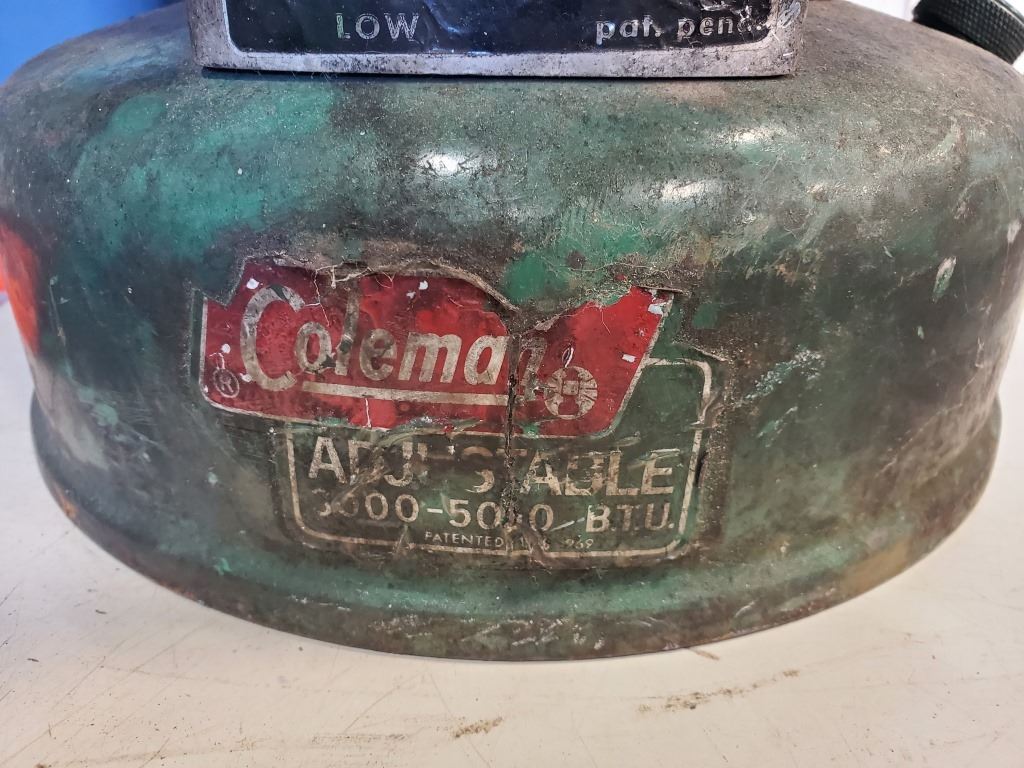 LOW pat. pend.
Coleman
®
ADJUSTABLE
3000-5000 B.T.U.
PATENTED